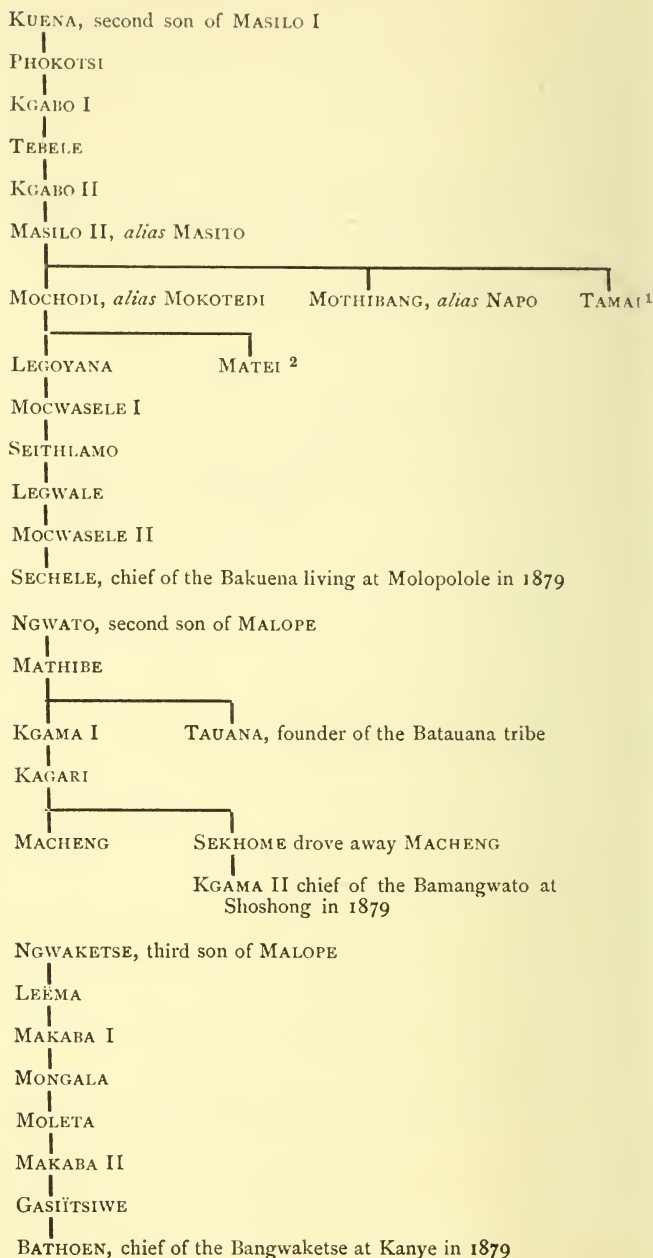 KUENA, second son of MASILO I
PHOKOTSI
KGABO I
TEBELE
KGABO II
MASILO II, alias MASITO
MOCHODI, alias MOKOTEDI MOTHIBANG, alias NAPO TAMAI 1
LEGOYANA MATEI 2
MOCWASELE I
SEITHLAMO
LEGWALE
MOCWASELE II
SECHELE, chief of the Bakuena living at Molopolole in 1879
NGWATO, second son of MALOPE
MATHIBE
KGAMA I TAUANA, founder of the Batauana tribe
KAGARI
MACHENG SEKHOME drove away MACHENG
KGAMA II chief of the Bamangwato at
Shoshong in 1879
NGWAKETSE, third son of MALOPE
LEËMA
MAKABA I
MONGALA
MOLETA
MAKABA II
GASIÏTSIWE
BATHOEN, chief of the Bangwaketse at Kanye in 1879